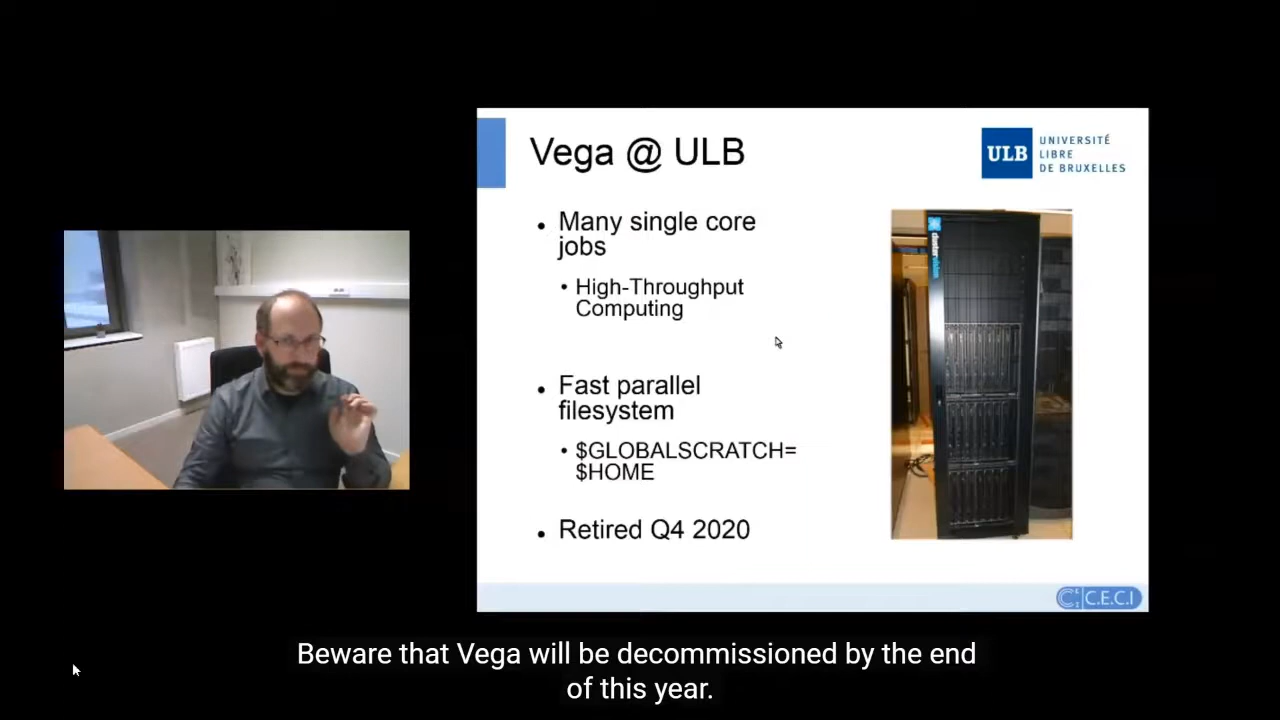 Vega @ ULB
ULB
UNIVERSITÉ
LIBRE
DE BRUXELLES
• Many single core
jobs
• High-Throughput
Computing
• Fast parallel
filesystem
• $GLOBALSCRATCH=
$HOME
• Retired Q4 2020
C.E.C.I
Beware that Vega will be decommissioned by the end
of this year.